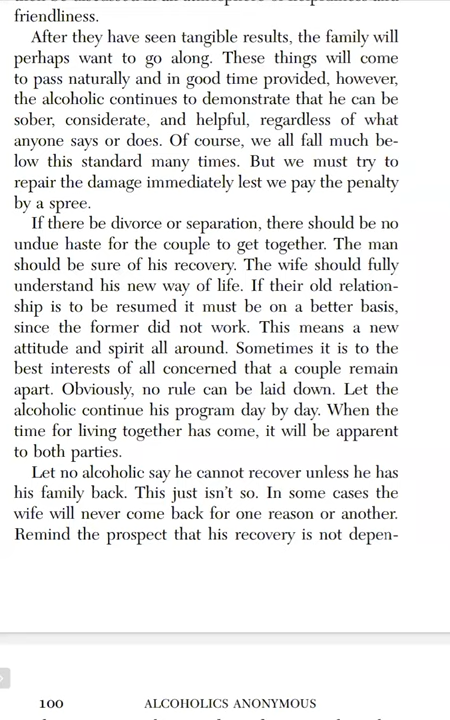 friendliness.
After they have seen tangible results, the family will
perhaps want to go along. These things will come
to pass naturally and in good time provided, however,
the alcoholic continues to demonstrate that he can be
sober, considerate, and helpful, regardless of what
anyone says or does. Of course, we all fall much be-
low this standard many times. But we must try to
repair the damage immediately lest we pay the penalty
by a spree.
If there be divorce or separation, there should be no
undue haste for the couple to get together. The man
should be sure of his recovery. The wife should fully
understand his new way of life. If their old relation-
ship is to be resumed it must be on a better basis,
since the former did not work. This means a new
attitude and spirit all around. Sometimes it is to the
best interests of all concerned that a couple remain
apart. Obviously, no rule can be laid down. Let the
alcoholic continue his program day by day. When the
time for living together has come, it will be apparent
to both parties.
Let no alcoholic say he cannot recover unless he has
his family back. This just isn't so. In some cases the
wife will never come back for one reason or another.
Remind the prospect that his recovery is not depen-
100 ALCOHOLICS ANONYMOUS